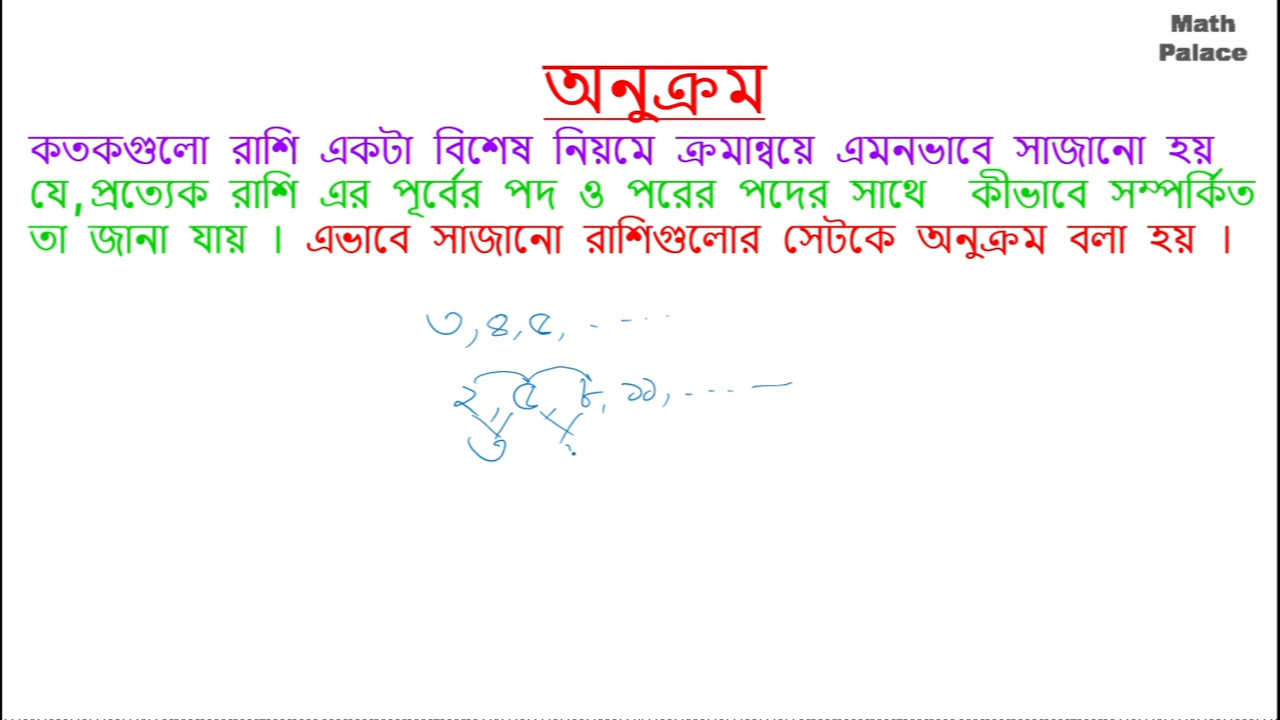 Math
Palace
অনুক্রম
কতকগুলো রাশি একটা বিশেষ নিয়মে ক্রমান্বয়ে এমনভাবে সাজানো হয়
যে,প্রত্যেক রাশি এর পূর্বের পদ ও পরের পদের সাথে কীভাবে সম্পর্কিত
তা জানা যায় । এভাবে সাজানো রাশিগুলোর সেটকে অনুক্রম বলা হয় ।
৩,৪,৫, . - - . . .
২, ৫ ৮, ১১, - - - - —
৩